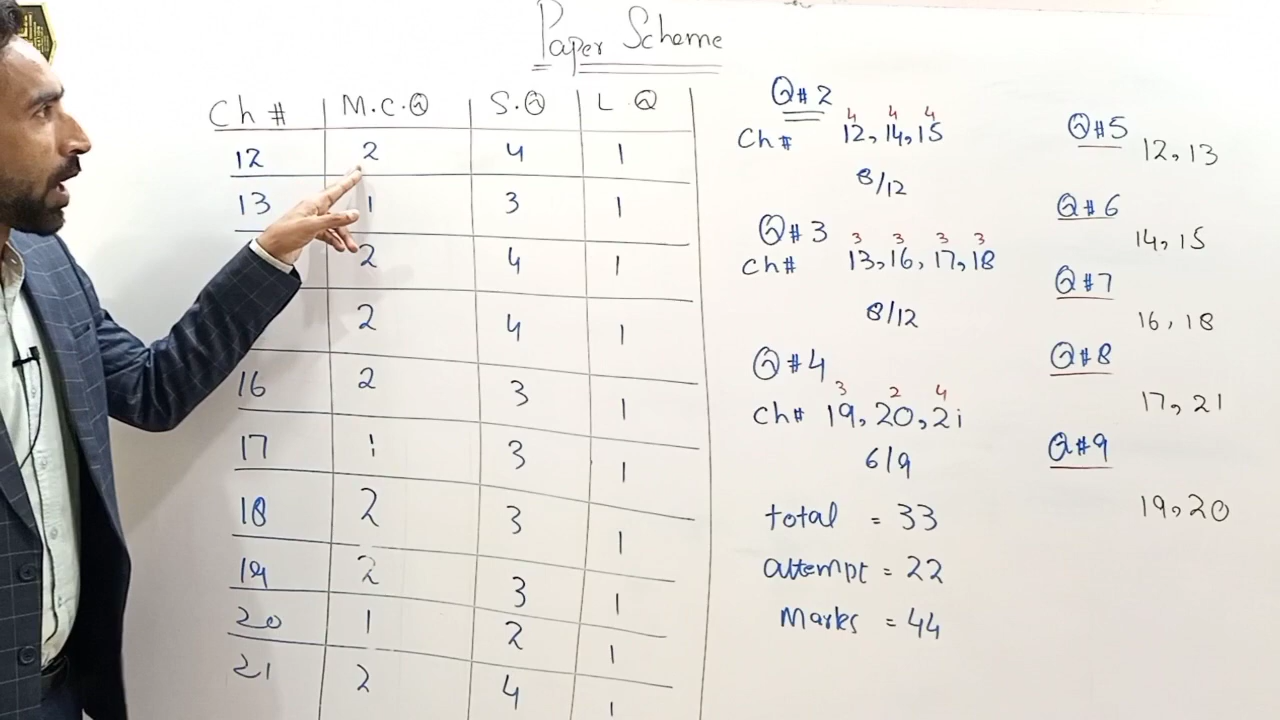 Paper Scheme
Ch # M.C.Q S.Q L.Q
12 2 4 1
13 1 3 1
2 4 1
2 4 1
16 2 3 1
17 1 3 1
18 2 3 1
19 2 3 1
20 1 2 1
21 2 4 1
Q#2
4 4 4
Ch# 12,14,15
8/12
Q#3
3 3 3 3
Ch# 13,16,17,18
8/12
Q#4
3 2 4
Ch# 19,20,21
6/9
total = 33
attempt = 22
Marks = 44
Q#5
12,13
Q#6
14,15
Q#7
16,18
Q#8
17,21
Q#9
19,20